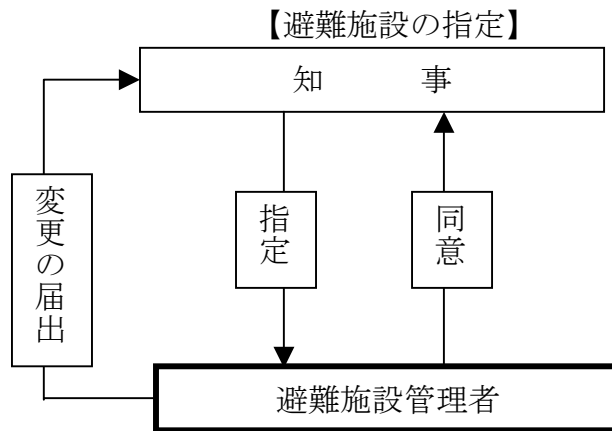 【避難施設の指定】
知 事
変更の届出
指定
同意
避難施設管理者